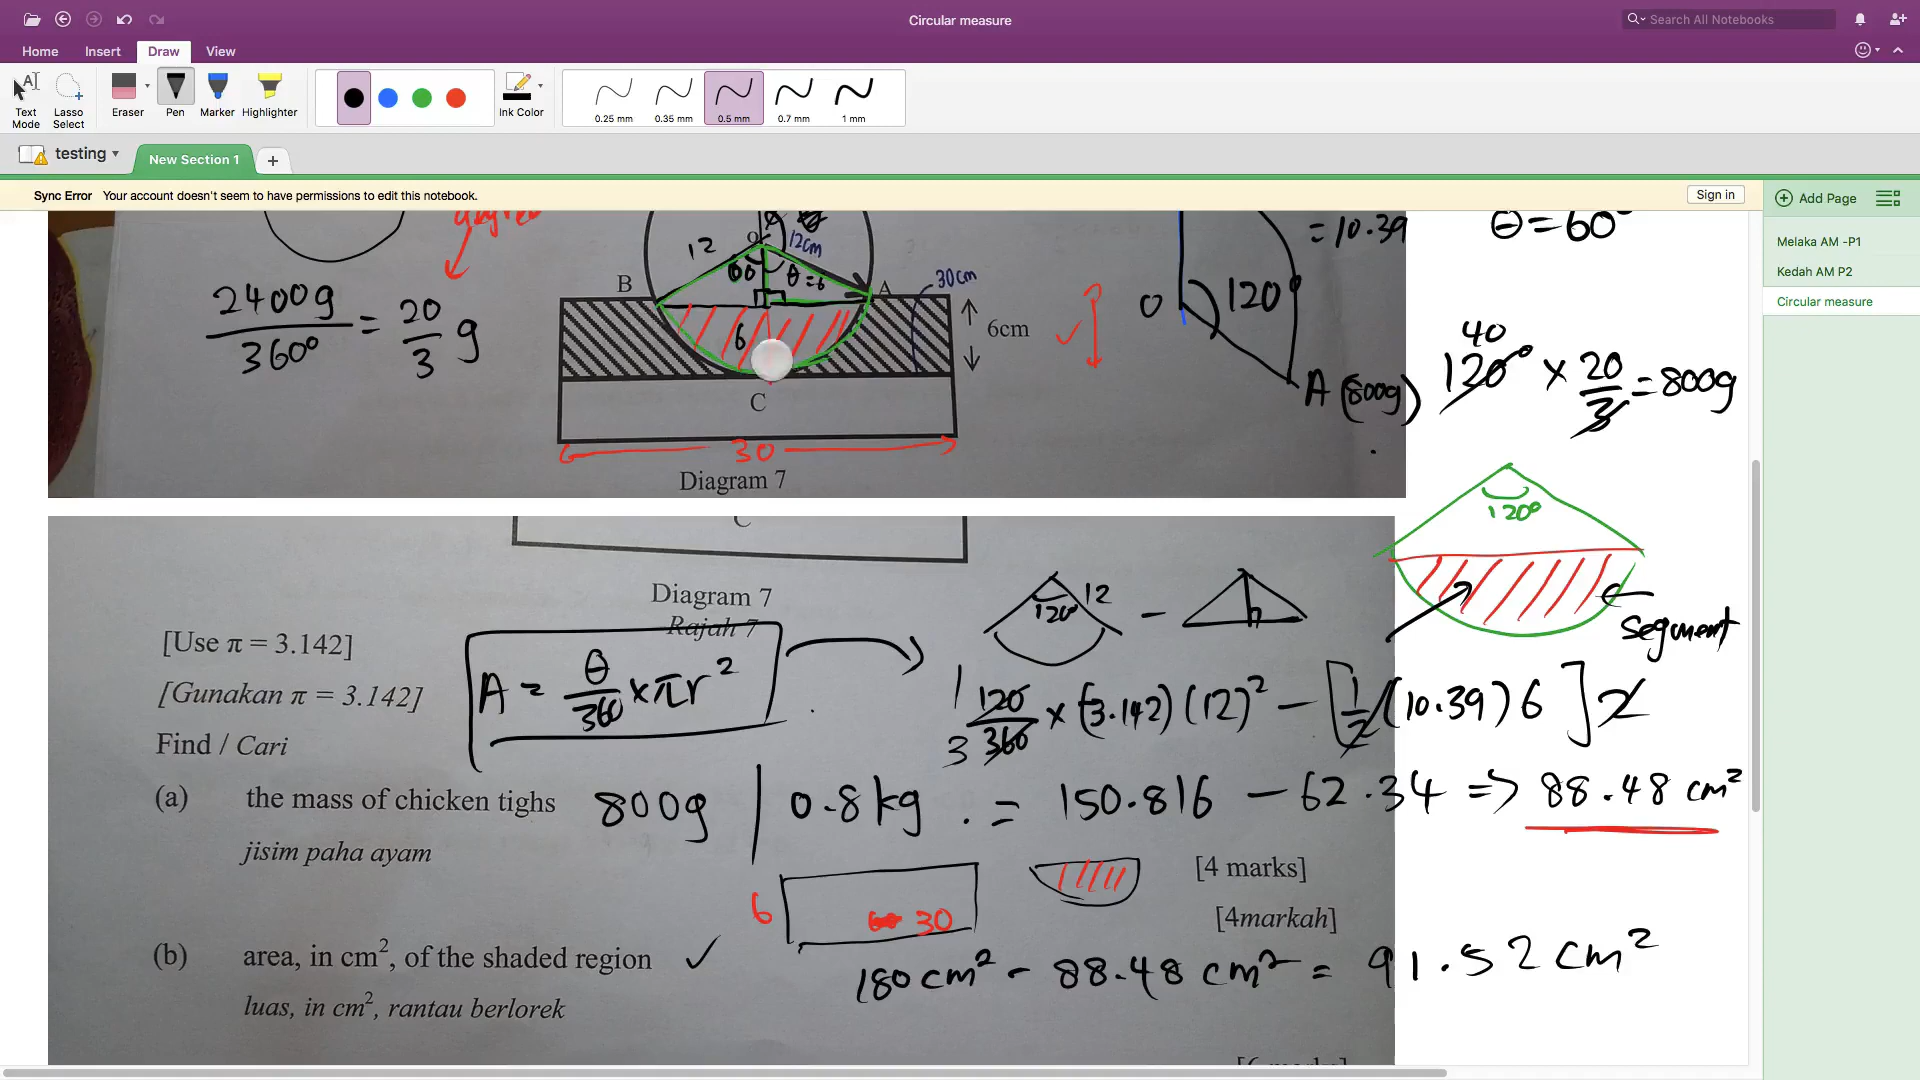 Circular measure
Search All Notebooks
Home Insert Draw View
Text Mode
Lasso Select
Eraser
Pen
Marker
Highlighter
Ink Color
0.25 mm
0.35 mm
0.5 mm
0.7 mm
1 mm
testing
New Section 1
+
Sync Error Your account doesn't seem to have permissions to edit this notebook.
Sign in
Add Page
Melaka AM -P1
Kedah AM P2
Circular measure
2400g / 360° = 20/3 g
12
O
12cm
60
B
A
30cm
6
6cm
C
30
Diagram 7
= 10.39
θ = 60°
O
120°
A (800g)
40
120° × 20/3 = 800g
120°
segment
C
Diagram 7
Rajah 7
[Use π = 3.142]
[Gunakan π = 3.142]
A = θ/360 × πr²
120° 12 −
1
120/360 × (3.142)(12)² − [1/2 (10.39) 6] 2
3
Find / Cari
(a) the mass of chicken tighs
800g | 0.8kg
= 150.816 − 62.34 => 88.48 cm²
jisim paha ayam
[4 marks]
[4markah]
6
30
(b) area, in cm², of the shaded region ✓
180 cm² - 88.48 cm² = 91.52 cm²
luas, in cm², rantau berlorek